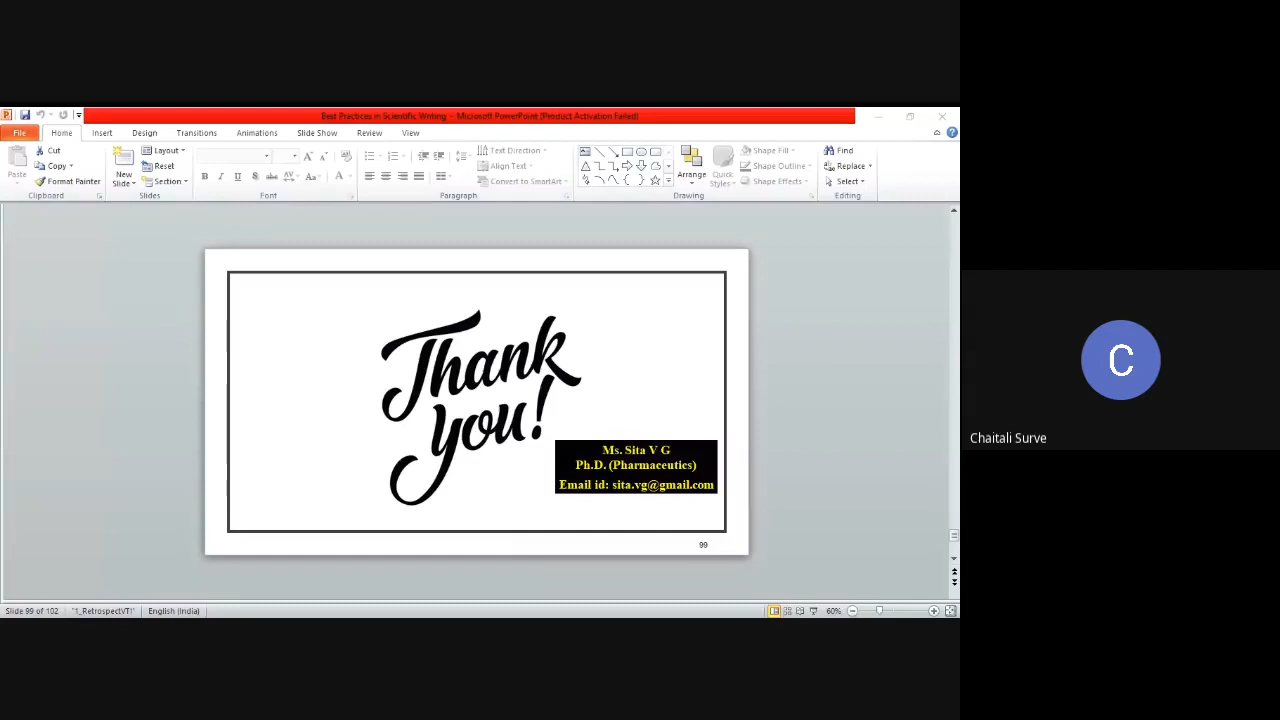 Best Practices in Scientific Writing - Microsoft PowerPoint (Product Activation Failed)
File Home Insert Design Transitions Animations Slide Show Review View
Paste
Cut
Copy
Format Painter
Clipboard
New
Slide
Layout
Reset
Section
Slides
Font
Text Direction
Align Text
Convert to SmartArt
Paragraph
Arrange
Quick
Styles
Shape Fill
Shape Outline
Shape Effects
Drawing
Find
Replace
Select
Editing
Thank
you!
Ms. Sita V G
Ph.D. (Pharmaceutics)
Email id: sita.vg@gmail.com
99
Slide 99 of 102 "1_RetrospectVTI" English (India) 60%
C
Chaitali Surve